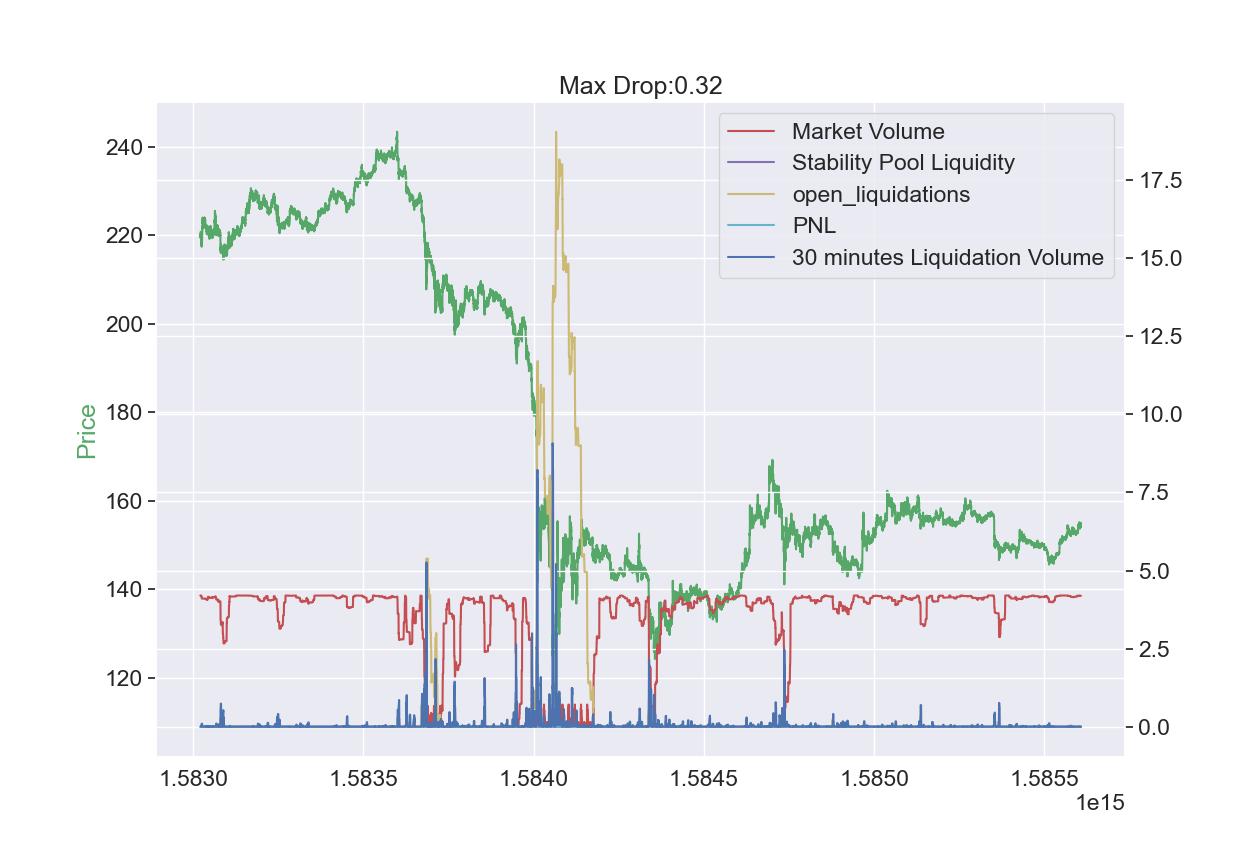 Max Drop:0.32
Market Volume
Stability Pool Liquidity
open_liquidations
PNL
30 minutes Liquidation Volume
Price
240
220
200
180
160
140
120
17.5
15.0
12.5
10.0
7.5
5.0
2.5
0.0
1.5830 1.5835 1.5840 1.5845 1.5850 1.5855
1e15